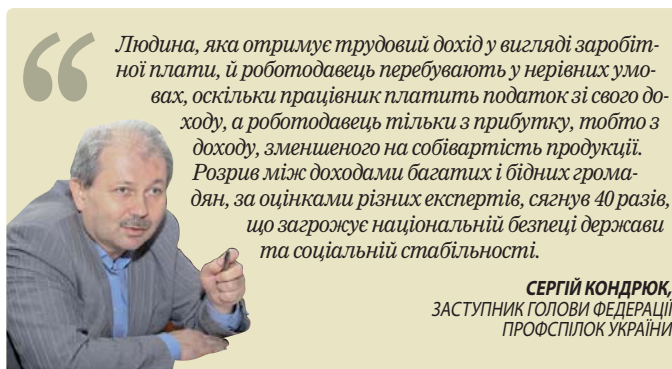 “
Людина, яка отримує трудовий дохід у вигляді заробіт-
ної плати, й роботодавець перебувають у нерівних умо-
вах, оскільки працівник платить податок зі свого до-
ходу, а роботодавець тільки з прибутку, тобто з
доходу, зменшеного на собівартість продукції.
Розрив між доходами багатих і бідних грома-
дян, за оцінками різних експертів, сягнув 40 разів,
що загрожує національній безпеці держави
та соціальній стабільності.
СЕРГІЙ КОНДРЮК,
ЗАСТУПНИК ГОЛОВИ ФЕДЕРАЦІЇ
ПРОФСПІЛОК УКРАЇНИ